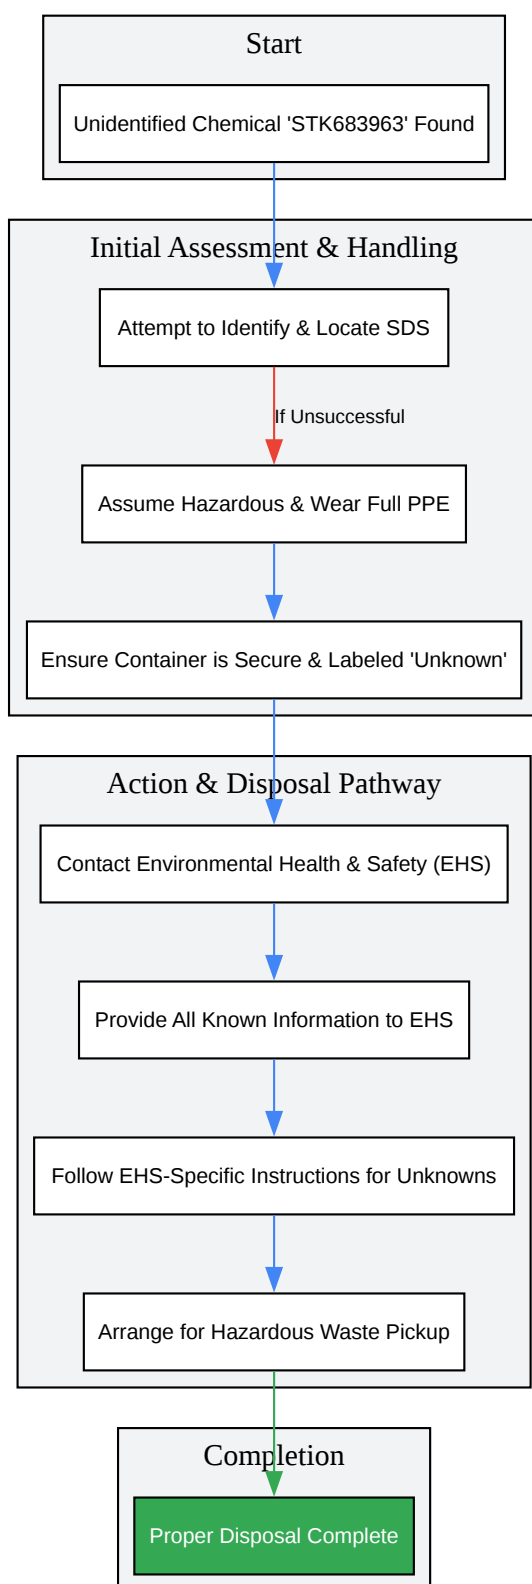 Start
Unidentified Chemical 'STK683963' Found
Initial Assessment & Handling
Attempt to Identify & Locate SDS
If Unsuccessful
Assume Hazardous & Wear Full PPE
Ensure Container is Secure & Labeled 'Unknown'
Action & Disposal Pathway
Contact Environmental Health & Safety (EHS)
Provide All Known Information to EHS
Follow EHS-Specific Instructions for Unknowns
Arrange for Hazardous Waste Pickup
Completion
Proper Disposal Complete